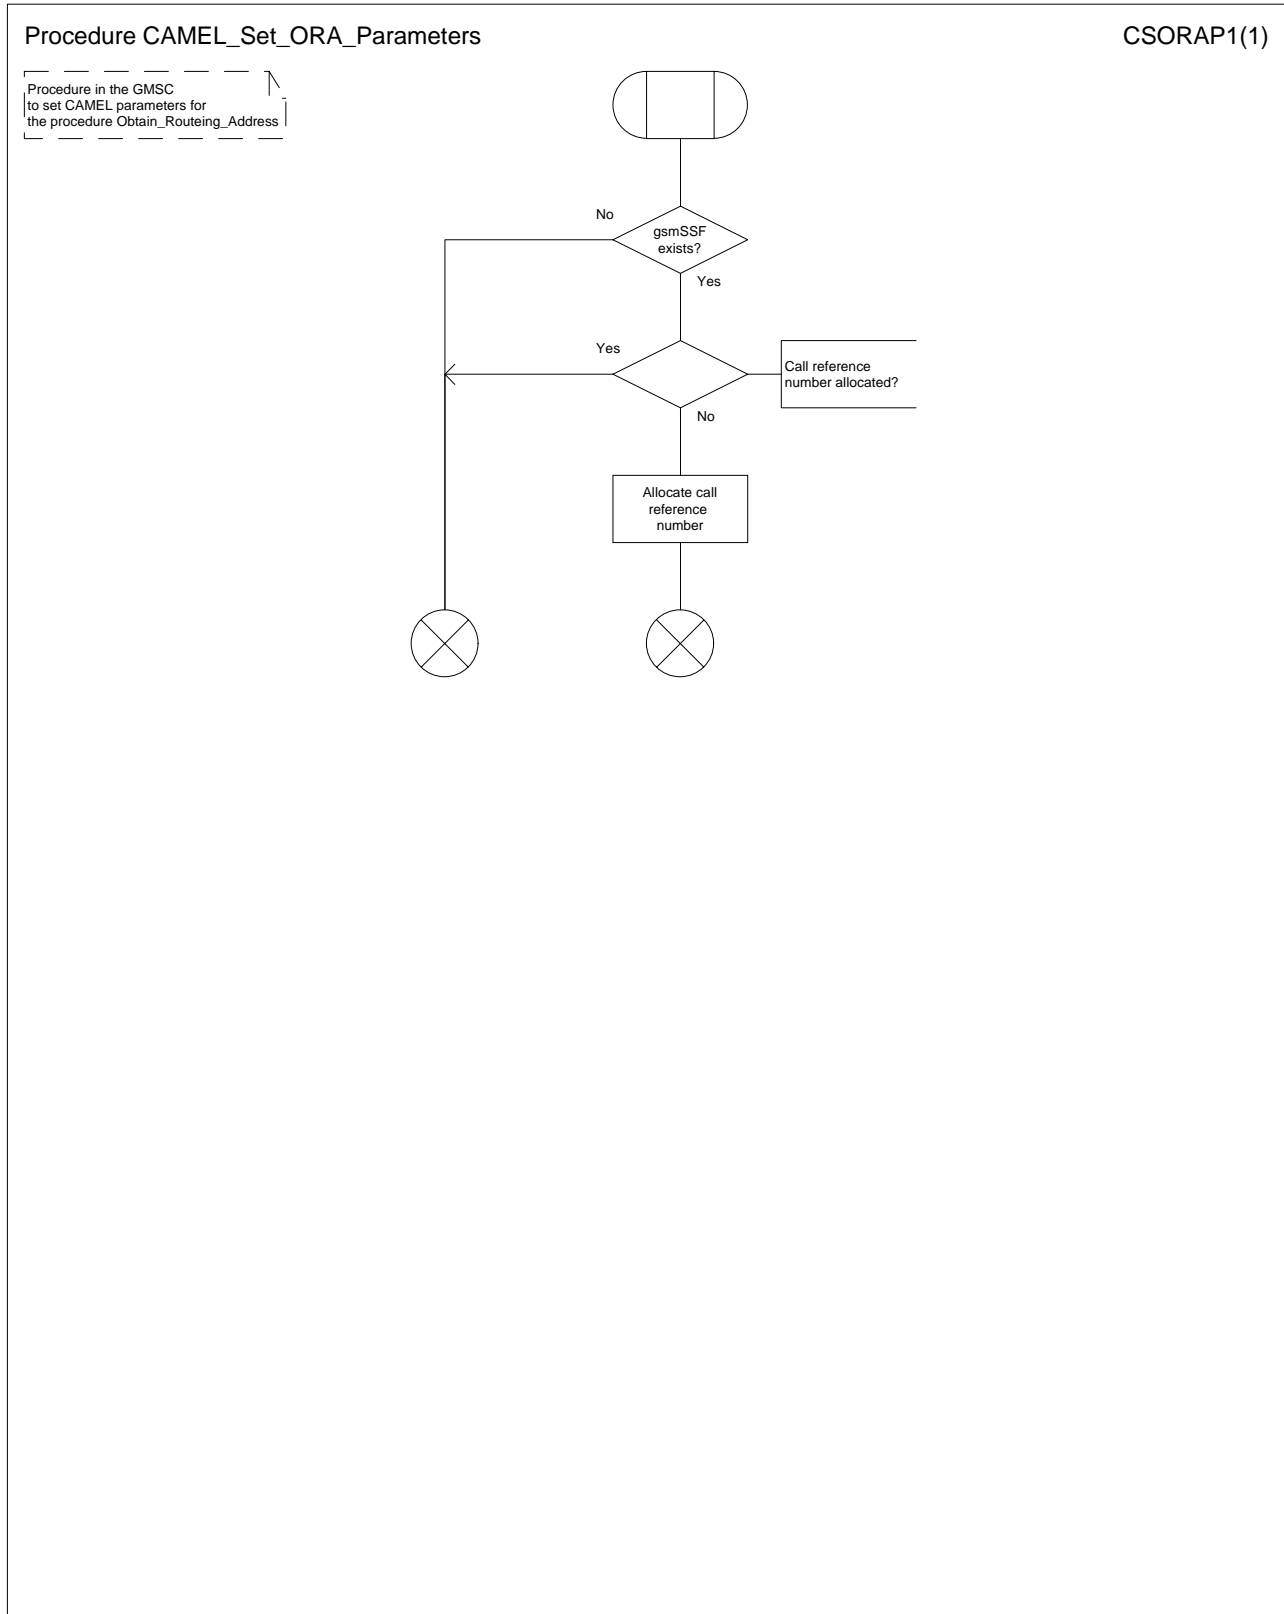 Procedure CAMEL_Set_ORA_Parameters
CSORAP1(1)
Procedure in the GMSC
to set CAMEL parameters for
the procedure Obtain_Routeing_Address
No
gsmSSF
exists?
Yes
Yes
Call reference
number allocated?
No
Allocate call
reference
number